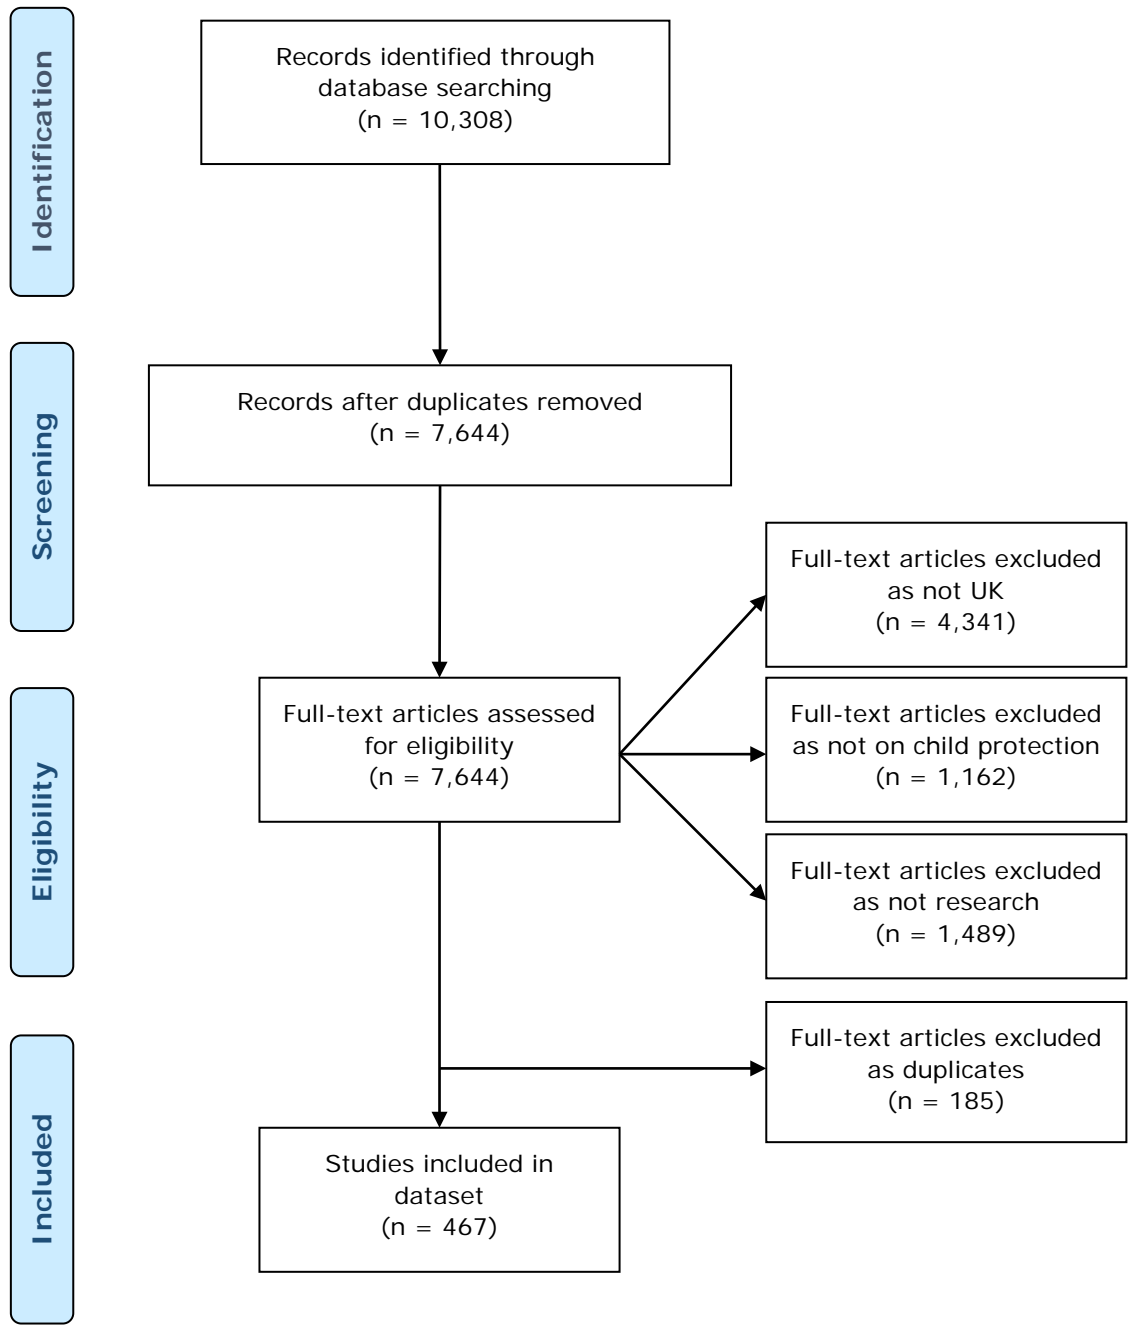 Identification
Records identified through
database searching
(n = 10,308)
Screening
Records after duplicates removed
(n = 7,644)
Full-text articles excluded
as not UK
(n = 4,341)
Eligibility
Full-text articles assessed
for eligibility
(n = 7,644)
Full-text articles excluded
as not on child protection
(n = 1,162)
Full-text articles excluded
as not research
(n = 1,489)
Full-text articles excluded
as duplicates
(n = 185)
Included
Studies included in
dataset
(n = 467)